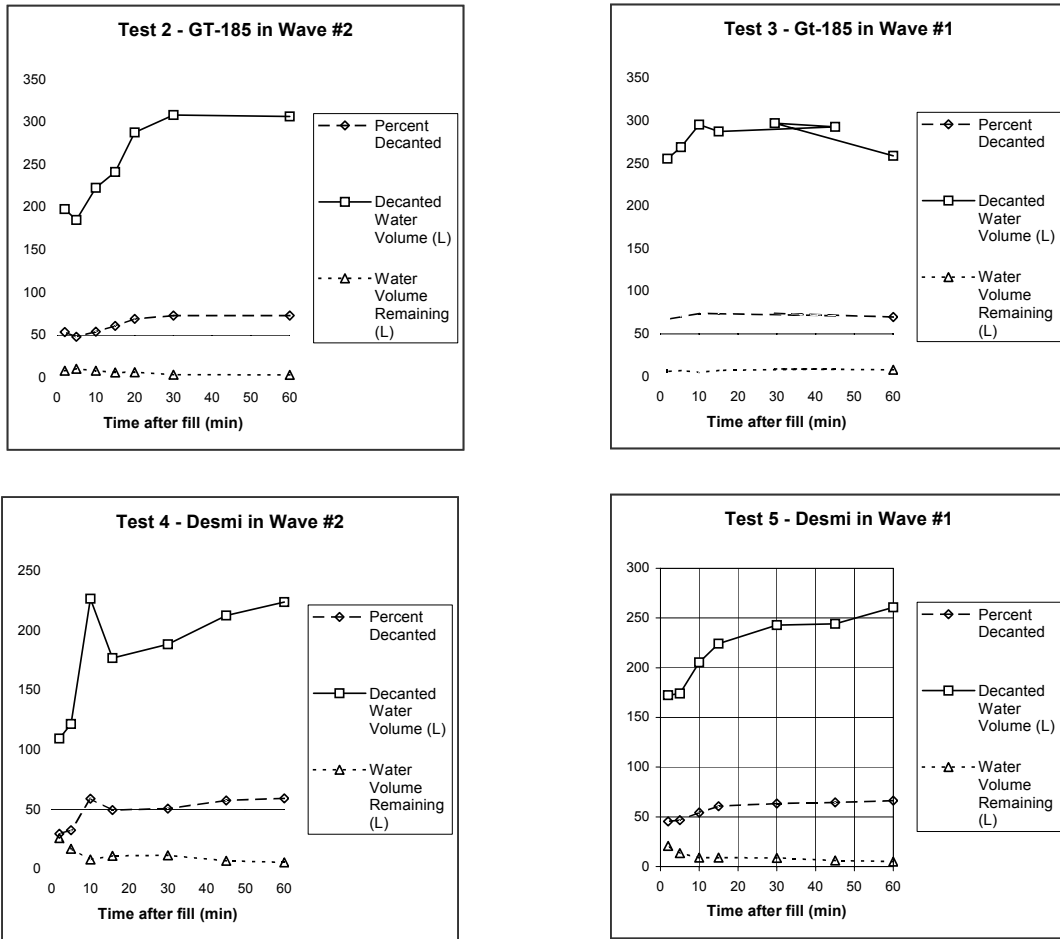 Test 2 - GT-185 in Wave #2
350
300
250
200
150
100
50
0
0 10 20 30 40 50 60
Time after fill (min)
Percent
Decanted
Decanted
Water
Volume (L)
Water
Volume
Remaining
(L)
Test 3 - Gt-185 in Wave #1
350
300
250
200
150
100
50
0
0 10 20 30 40 50 60
Time after fill (min)
Percent
Decanted
Decanted
Water
Volume (L)
Water
Volume
Remaining
(L)
Test 4 - Desmi in Wave #2
250
200
150
100
50
0
0 10 20 30 40 50 60
Time after fill (min)
Percent
Decanted
Decanted
Water
Volume (L)
Water
Volume
Remaining
(L)
Test 5 - Desmi in Wave #1
300
250
200
150
100
50
0
0 10 20 30 40 50 60
Time after fill (min)
Percent
Decanted
Decanted
Water
Volume (L)
Water
Volume
Remaining
(L)